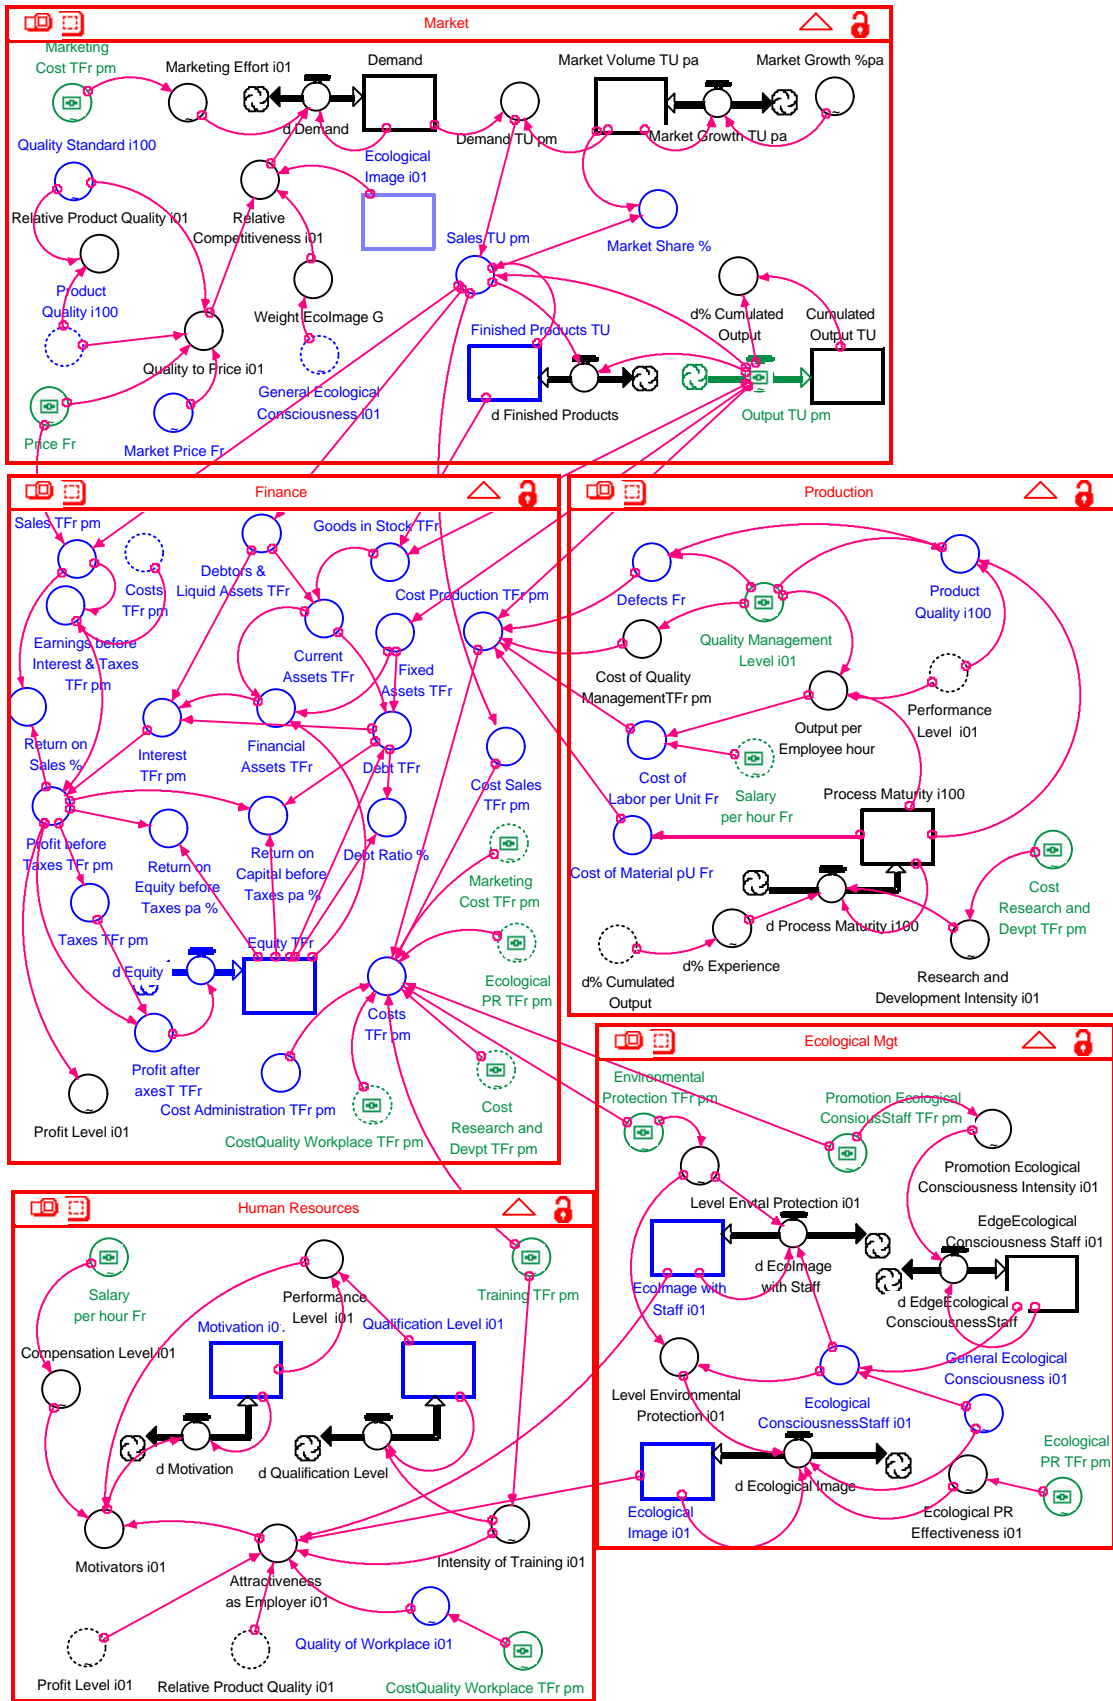 Market
Marketing
Cost TFr pm
Marketing Effort i01
Demand
Market Volume TU pa
Market Growth %pa
d Demand
Demand TU pm
Market Growth TU pa
Quality Standard i100
Ecological
Image i01
Relative Product Quality i01
Relative
Competitiveness i01
Sales TU pm
Market Share %
Product
Quality i100
Weight EcoImage G
d% Cumulated
Output
Cumulated
Output TU
Finished Products TU
Quality to Price i01
General Ecological
Consciousness i01
d Finished Products
Output TU pm
Price Fr
Market Price Fr
Finance
Sales TFr pm
Goods in Stock TFr
Costs
TFr pm
Debtors &
Liquid Assets TFr
Cost Production TFr pm
Earnings before
Interest & Taxes
TFr pm
Current
Assets TFr
Fixed
Assets TFr
Return on
Sales %
Interest
TFr pm
Financial
Assets TFr
Debt TFr
Cost Sales
TFr pm
Profit before
Taxes TFr pm
Return on
Equity before
Taxes pa %
Return on
Capital before
Taxes pa %
Debt Ratio %
Marketing
Cost TFr pm
Taxes TFr pm
Equity TFr
d Equity
Ecological
PR TFr pm
Costs
TFr pm
Profit after
axesT TFr
Cost Administration TFr pm
Profit Level i01
CostQuality Workplace TFr pm
Cost
Research and
Devpt TFr pm
Production
Defects Fr
Product
Quality i100
Quality Management
Level i01
Cost of Quality
ManagementTFr pm
Output per
Employee hour
Performance
Level i01
Cost of
Labor per Unit Fr
Salary
per hour Fr
Process Maturity i100
Cost of Material pU Fr
Cost
Research and
Devpt TFr pm
d Process Maturity i100
d% Experience
d% Cumulated
Output
Research and
Development Intensity i01
Ecological Mgt
Environmental
Protection TFr pm
Promotion Ecological
ConsiousStaff TFr pm
Promotion Ecological
Consciousness Intensity i01
Level Envtal Protection i01
EdgeEcological
Consciousness Staff i01
d EcoImage
with Staff
EcoImage with
Staff i01
d EdgeEcological
ConsciousnessStaff
General Ecological
Consciousness i01
Level Environmental
Protection i01
Ecological
ConsciousnessStaff i01
Ecological
PR TFr pm
d Ecological Image
Ecological
Image i01
Ecological PR
Effectiveness i01
Human Resources
Salary
per hour Fr
Performance
Level i01
Training TFr pm
Motivation i0.
Qualification Level i01
Compensation Level i01
d Motivation
d Qualification Level
Motivators i01
Attractiveness
as Employer i01
Intensity of Training i01
Quality of Workplace i01
Profit Level i01
Relative Product Quality i01
CostQuality Workplace TFr pm